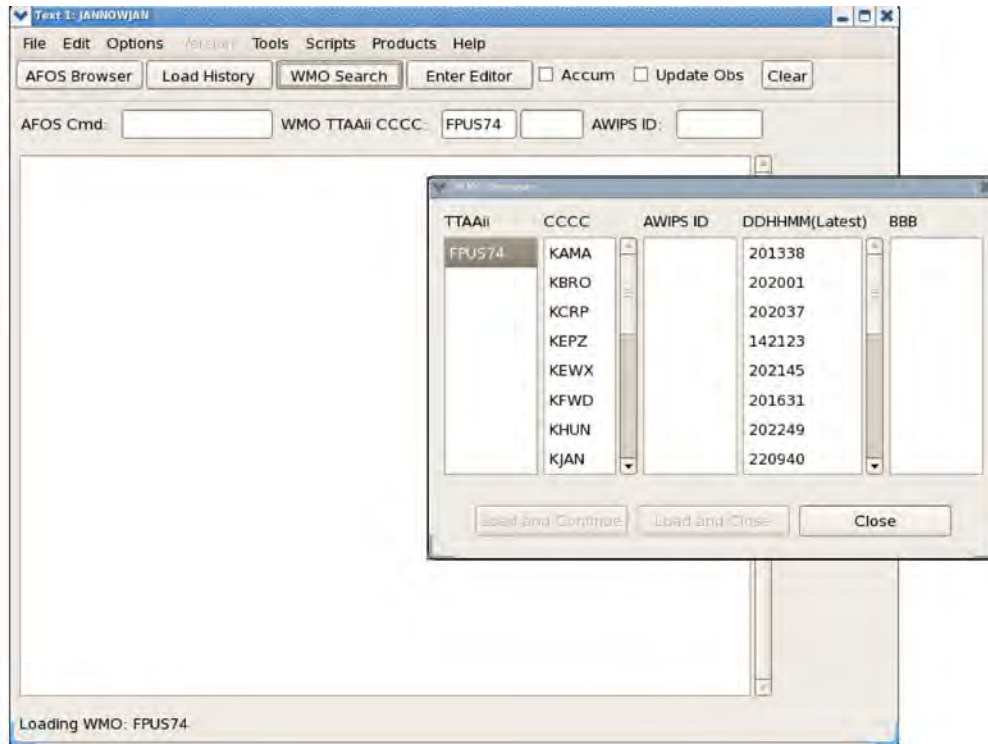 Text 1: JANNOWJAN
File Edit Options Version Tools Scripts Products Help
AFOS Browser Load History WMO Search Enter Editor Accum Update Obs Clear
AFOS Cmd: WMO TTAAii CCCC: FPUS74 AWIPS ID:
WMO Browser
TTAAii CCCC AWIPS ID DDHHMM(Latest) BBB
FPUS74 KAMA 201338
KBRO 202001
KCRP 202037
KEPZ 142123
KEWX 202145
KFWD 201631
KHUN 202249
KJAN 220940
Load and Continue Load and Close Close
Loading WMO: FPUS74